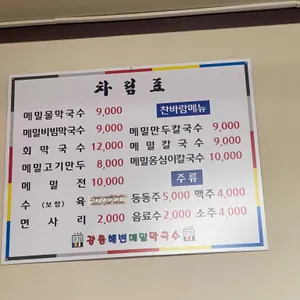 차림표
메밀물막국수 9,000
메밀비빔막국수 9,000
회막국수 12,000
메밀고기만두 8,000
메밀전 10,000
수(보쌈)육
면사리 2,000
찬바람메뉴
메밀만두칼국수 9,000
메밀칼국수 9,000
메밀옹심이칼국수 10,000
주류
동동주 5,000 맥주 4,000
음료수 2,000 소주 4,000
강릉해변메밀막국수